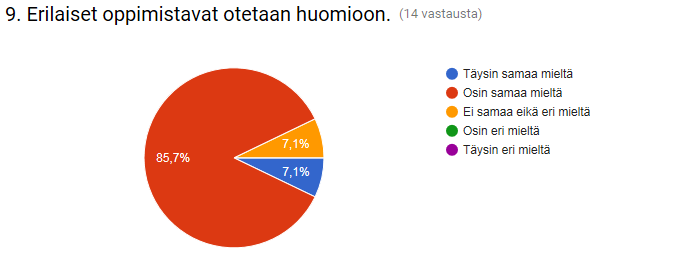 9. Erilaiset oppimistavat otetaan huomioon. (14 vastausta)
Täysin samaa mieltä
Osin samaa mieltä
Ei samaa eikä eri mieltä
Osin eri mieltä
Täysin eri mieltä
7,1%
85,7%
7,1%